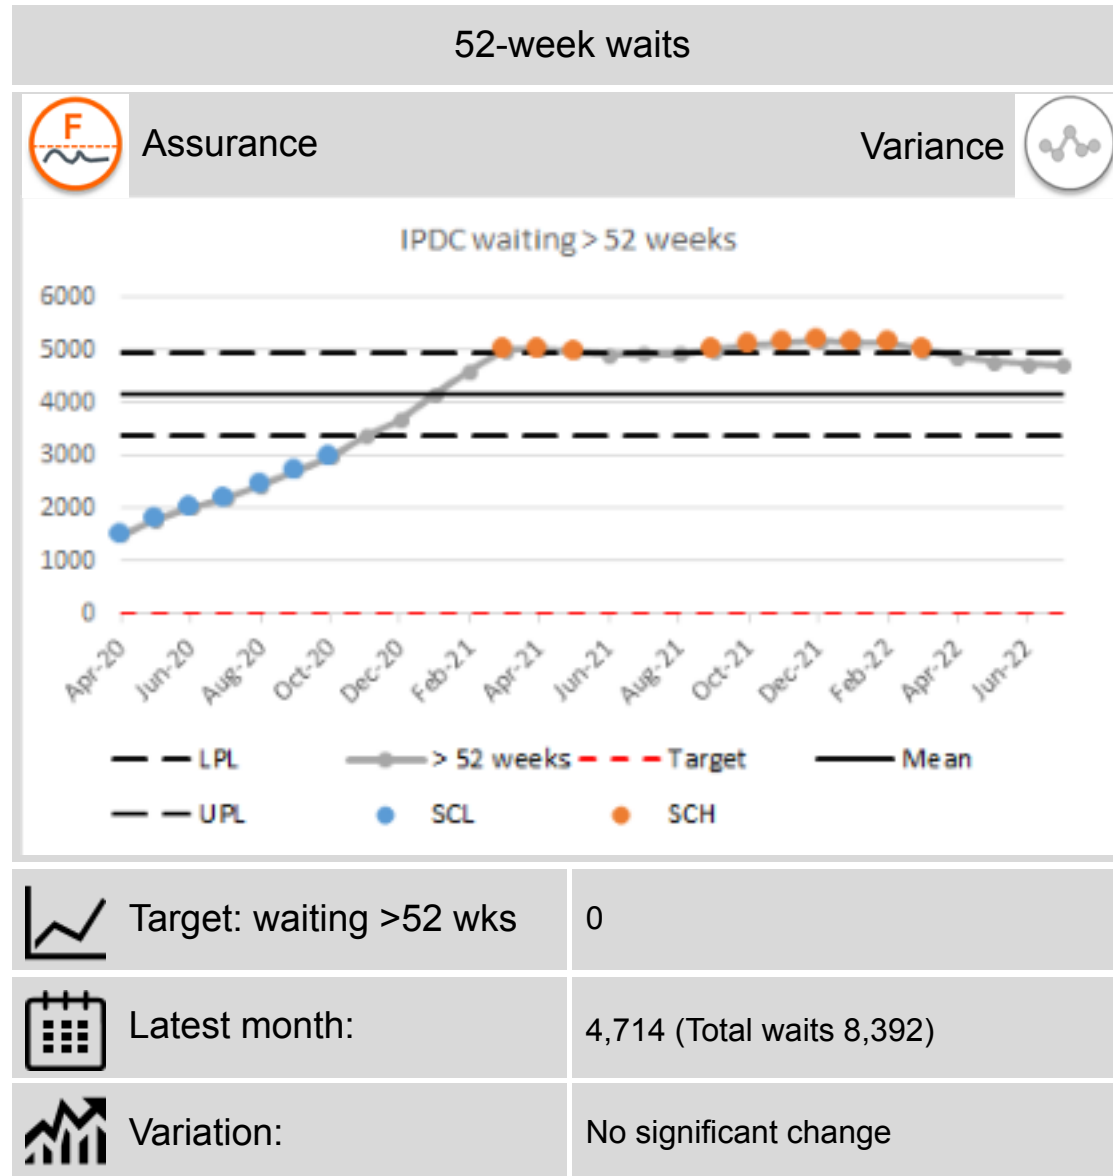 52-week waits
F
Assurance
Variance
IPDC waiting > 52 weeks
6000
5000
4000
3000
2000
1000
0
Apr-20 Jun-20 Aug-20 Oct-20 Dec-20 Feb-21 Apr-21 Jun-21 Aug-21 Oct-21 Dec-21 Feb-22 Apr-22 Jun-22
LPL > 52 weeks Target Mean
UPL SCL SCH
Target: waiting >52 wks 0
Latest month: 4,714 (Total waits 8,392)
Variation: No significant change